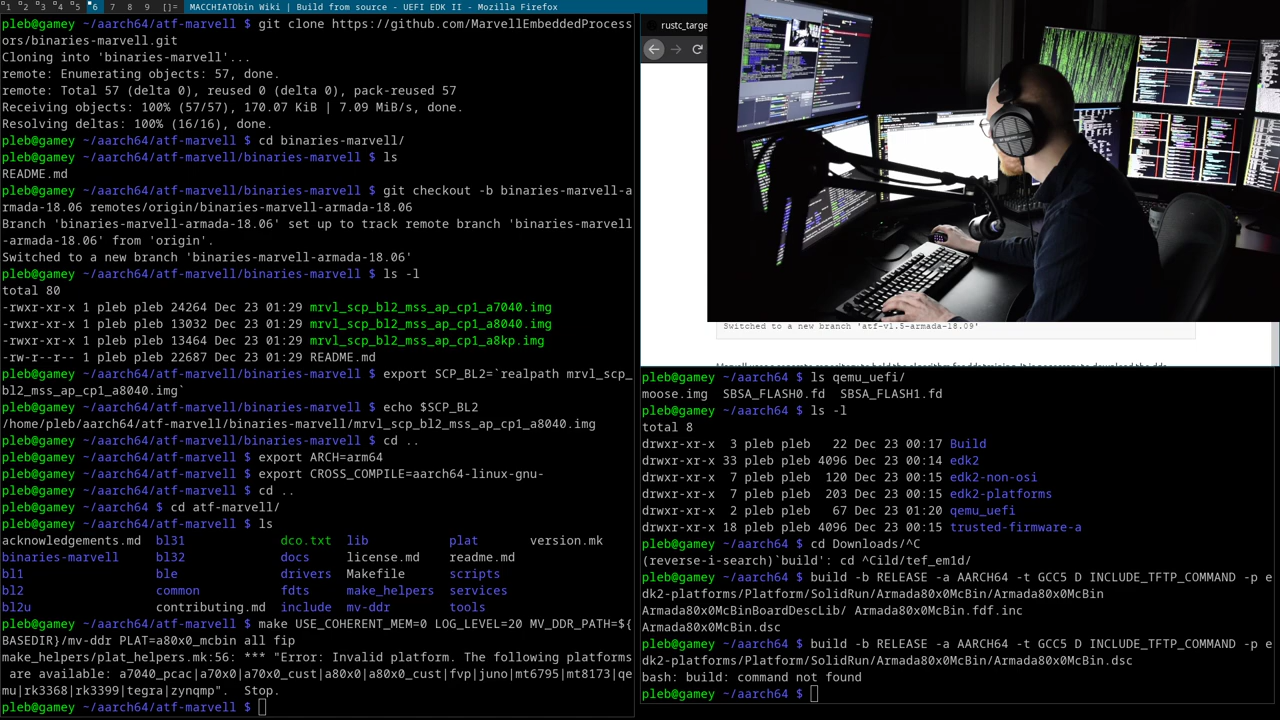 1 2 3 4 5 6 7 8 9 []= MACCHIATObin Wiki | Build from source - UEFI EDK II - Mozilla Firefox
pleb@gamey ~/aarch64/atf-marvell $ git clone https://github.com/MarvellEmbeddedProcess
ors/binaries-marvell.git
Cloning into 'binaries-marvell'...
remote: Enumerating objects: 57, done.
remote: Total 57 (delta 0), reused 0 (delta 0), pack-reused 57
Receiving objects: 100% (57/57), 170.07 KiB | 7.09 MiB/s, done.
Resolving deltas: 100% (16/16), done.
pleb@gamey ~/aarch64/atf-marvell $ cd binaries-marvell/
pleb@gamey ~/aarch64/atf-marvell/binaries-marvell $ ls
README.md
pleb@gamey ~/aarch64/atf-marvell/binaries-marvell $ git checkout -b binaries-marvell-a
rmada-18.06 remotes/origin/binaries-marvell-armada-18.06
Branch 'binaries-marvell-armada-18.06' set up to track remote branch 'binaries-marvell
-armada-18.06' from 'origin'.
Switched to a new branch 'binaries-marvell-armada-18.06'
pleb@gamey ~/aarch64/atf-marvell/binaries-marvell $ ls -l
total 80
-rwxr-xr-x 1 pleb pleb 24264 Dec 23 01:29 mrvl_scp_bl2_mss_ap_cp1_a7040.img
-rwxr-xr-x 1 pleb pleb 13032 Dec 23 01:29 mrvl_scp_bl2_mss_ap_cp1_a8040.img
-rwxr-xr-x 1 pleb pleb 13464 Dec 23 01:29 mrvl_scp_bl2_mss_ap_cp1_a8kp.img
-rw-r--r-- 1 pleb pleb 22687 Dec 23 01:29 README.md
pleb@gamey ~/aarch64/atf-marvell/binaries-marvell $ export SCP_BL2=`realpath mrvl_scp_
bl2_mss_ap_cp1_a8040.img`
pleb@gamey ~/aarch64/atf-marvell/binaries-marvell $ echo $SCP_BL2
/home/pleb/aarch64/atf-marvell/binaries-marvell/mrvl_scp_bl2_mss_ap_cp1_a8040.img
pleb@gamey ~/aarch64/atf-marvell/binaries-marvell $ cd ..
pleb@gamey ~/aarch64/atf-marvell $ export ARCH=arm64
pleb@gamey ~/aarch64/atf-marvell $ export CROSS_COMPILE=aarch64-linux-gnu-
pleb@gamey ~/aarch64/atf-marvell $ cd ..
pleb@gamey ~/aarch64 $ cd atf-marvell/
pleb@gamey ~/aarch64/atf-marvell $ ls
acknowledgements.md bl31 dco.txt lib plat version.mk
binaries-marvell bl32 docs license.md readme.md
bl1 ble drivers Makefile scripts
bl2 common fdts make_helpers services
bl2u contributing.md include mv-ddr tools
pleb@gamey ~/aarch64/atf-marvell $ make USE_COHERENT_MEM=0 LOG_LEVEL=20 MV_DDR_PATH=${
BASEDIR}/mv-ddr PLAT=a80x0_mcbin all fip
make_helpers/plat_helpers.mk:56: *** "Error: Invalid platform. The following platforms
are available: a7040_pcac|a70x0|a70x0_cust|a80x0|a80x0_cust|fvp|juno|mt6795|mt8173|qe
mu|rk3368|rk3399|tegra|zynqmp". Stop.
pleb@gamey ~/aarch64/atf-marvell $
rustc_targe
Switched to a new branch 'atf-v1.5-armada-18.09'
pleb@gamey ~/aarch64 $ ls qemu_uefi/
moose.img SBSA_FLASH0.fd SBSA_FLASH1.fd
pleb@gamey ~/aarch64 $ ls -l
total 8
drwxr-xr-x 3 pleb pleb 22 Dec 23 00:17 Build
drwxr-xr-x 33 pleb pleb 4096 Dec 23 00:14 edk2
drwxr-xr-x 7 pleb pleb 120 Dec 23 00:15 edk2-non-osi
drwxr-xr-x 7 pleb pleb 203 Dec 23 00:15 edk2-platforms
drwxr-xr-x 2 pleb pleb 67 Dec 23 01:20 qemu_uefi
drwxr-xr-x 18 pleb pleb 4096 Dec 23 00:15 trusted-firmware-a
pleb@gamey ~/aarch64 $ cd Downloads/^C
(reverse-i-search)`build': cd ^Cild/tef_em1d/
pleb@gamey ~/aarch64 $ build -b RELEASE -a AARCH64 -t GCC5 D INCLUDE_TFTP_COMMAND -p e
dk2-platforms/Platform/SolidRun/Armada80x0McBin/Armada80x0McBin
Armada80x0McBinBoardDescLib/ Armada80x0McBin.fdf.inc
Armada80x0McBin.dsc
pleb@gamey ~/aarch64 $ build -b RELEASE -a AARCH64 -t GCC5 D INCLUDE_TFTP_COMMAND -p e
dk2-platforms/Platform/SolidRun/Armada80x0McBin/Armada80x0McBin.dsc
bash: build: command not found
pleb@gamey ~/aarch64 $